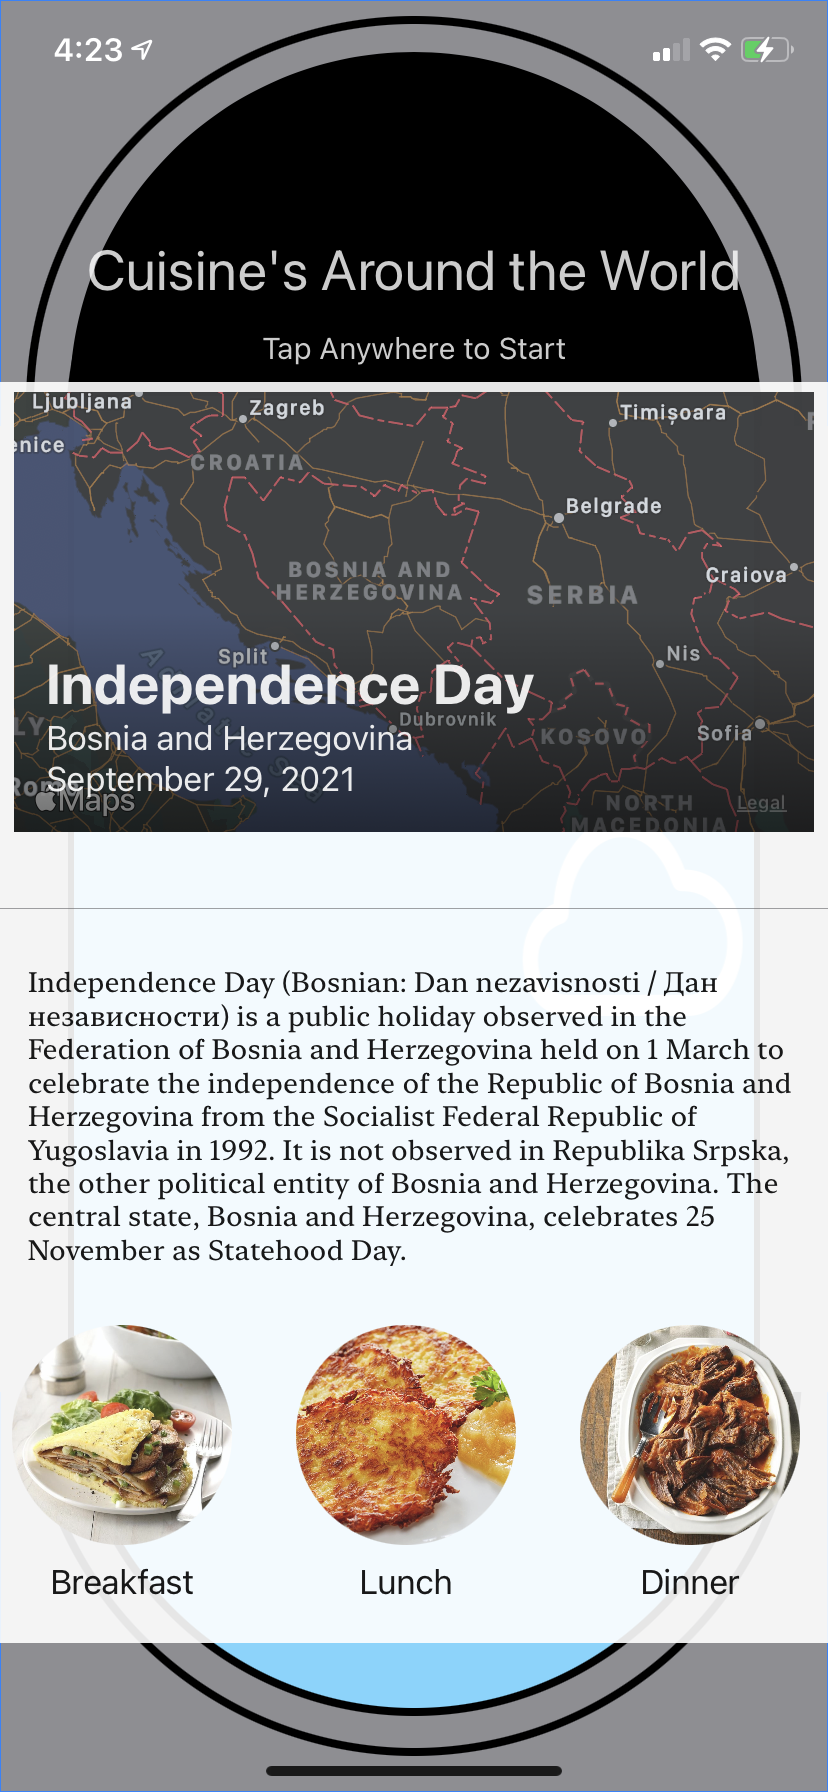 4:23
Cuisine's Around the World
Tap Anywhere to Start
Ljubljana
Zagreb
Timișoara
enice
CROATIA
Belgrade
BOSNIA AND
HERZEGOVINA
Craiova
SERBIA
Split
Nis
Independence Day
Dubrovnik
Bosnia and Herzegovina
KOSOVO
Sofia
LY
September 29, 2021
Maps
NORTH
MACEDONIA
Legal
Independence Day (Bosnian: Dan nezavisnosti / Дан
независности) is a public holiday observed in the
Federation of Bosnia and Herzegovina held on 1 March to
celebrate the independence of the Republic of Bosnia and
Herzegovina from the Socialist Federal Republic of
Yugoslavia in 1992. It is not observed in Republika Srpska,
the other political entity of Bosnia and Herzegovina. The
central state, Bosnia and Herzegovina, celebrates 25
November as Statehood Day.
Breakfast
Lunch
Dinner